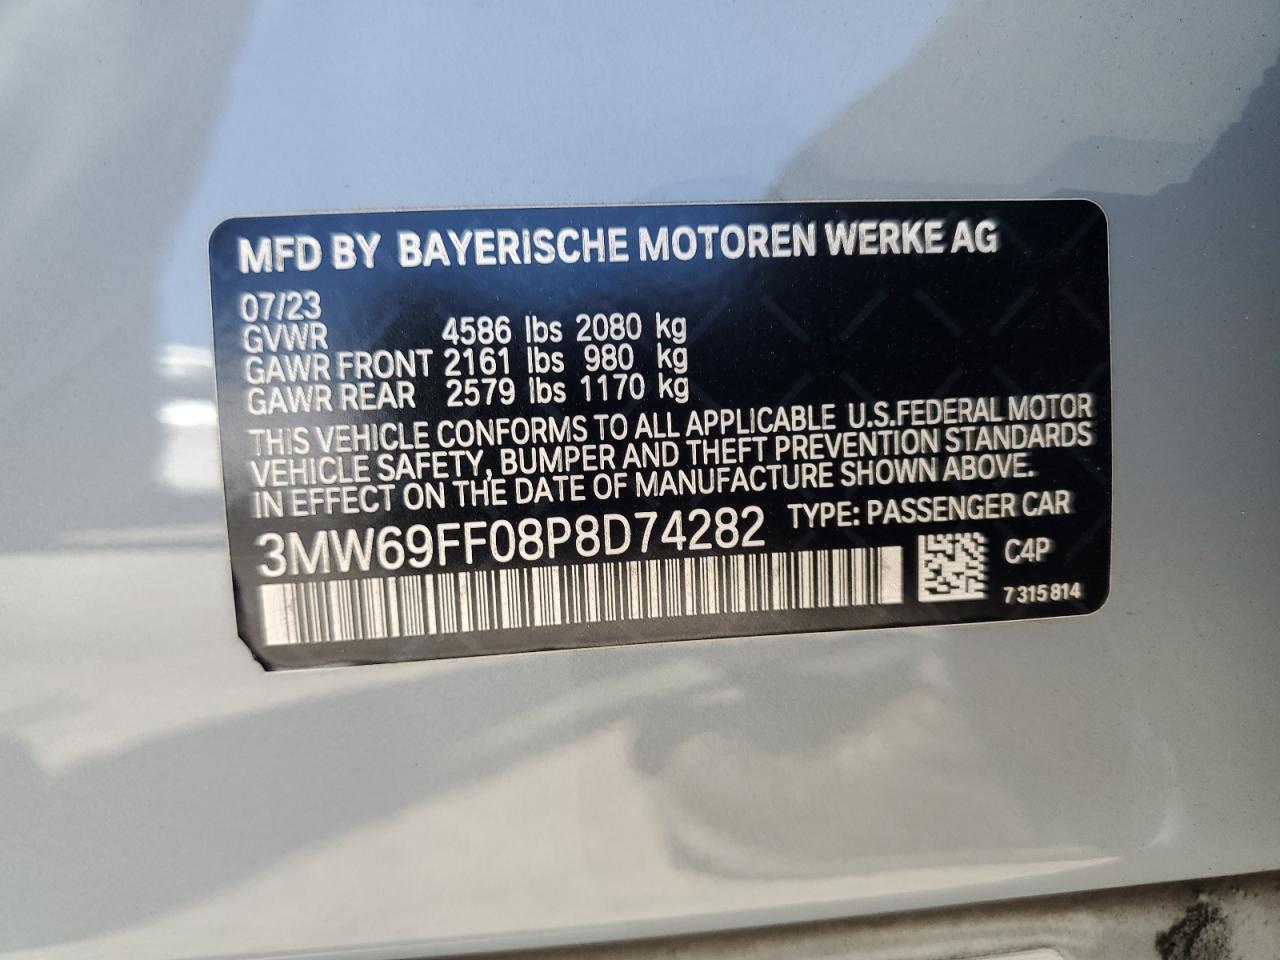 MFD BY BAYERISCHE MOTOREN WERKE AG
07/23
GVWR 4586 lbs 2080 kg
GAWR FRONT 2161 lbs 980 kg
GAWR REAR 2579 lbs 1170 kg
THIS VEHICLE CONFORMS TO ALL APPLICABLE U.S.FEDERAL MOTOR
VEHICLE SAFETY, BUMPER AND THEFT PREVENTION STANDARDS
IN EFFECT ON THE DATE OF MANUFACTURE SHOWN ABOVE.
3MW69FF08P8D74282 TYPE: PASSENGER CAR
C4P
7 315 814